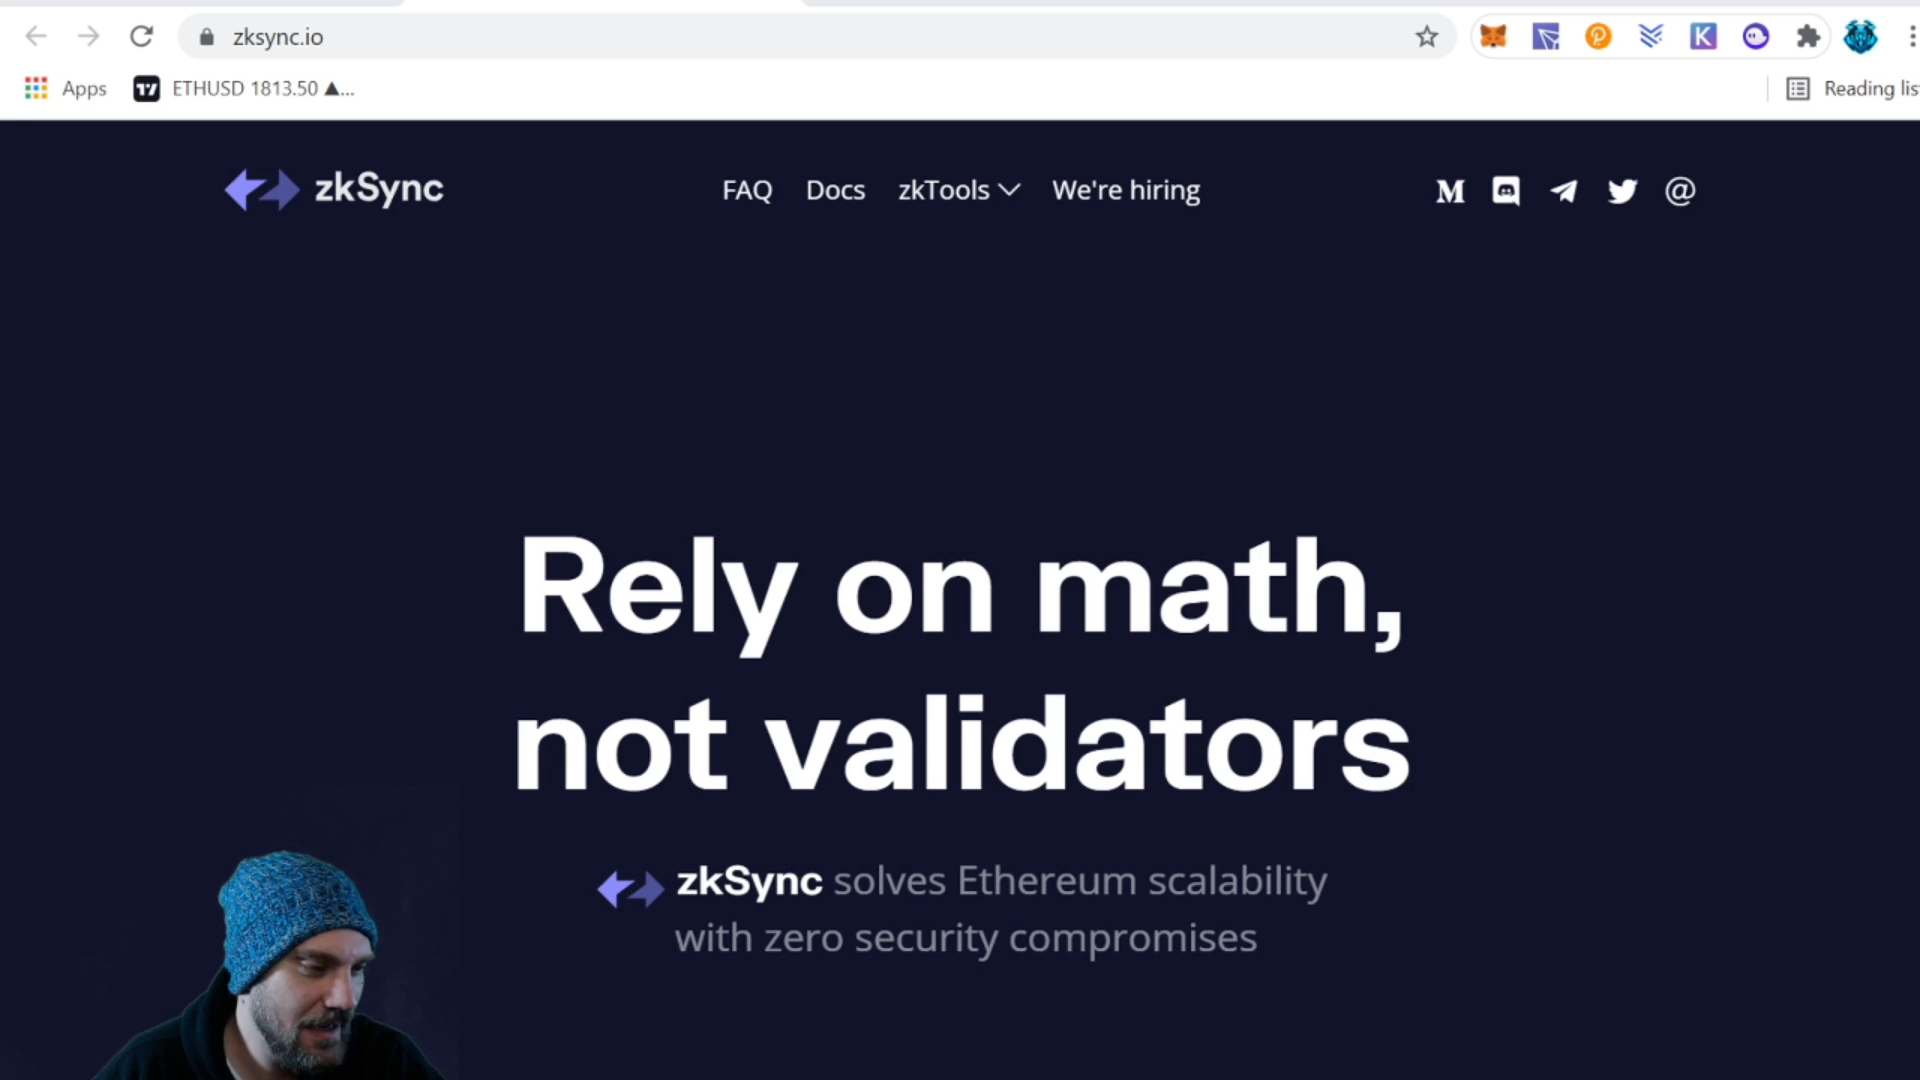 zksync.io
Apps
ETHUSD 1813.50 ▲...
Reading lis
zkSync
FAQ
Docs
zkTools
We're hiring
Rely on math,
not validators
zkSync solves Ethereum scalability
with zero security compromises